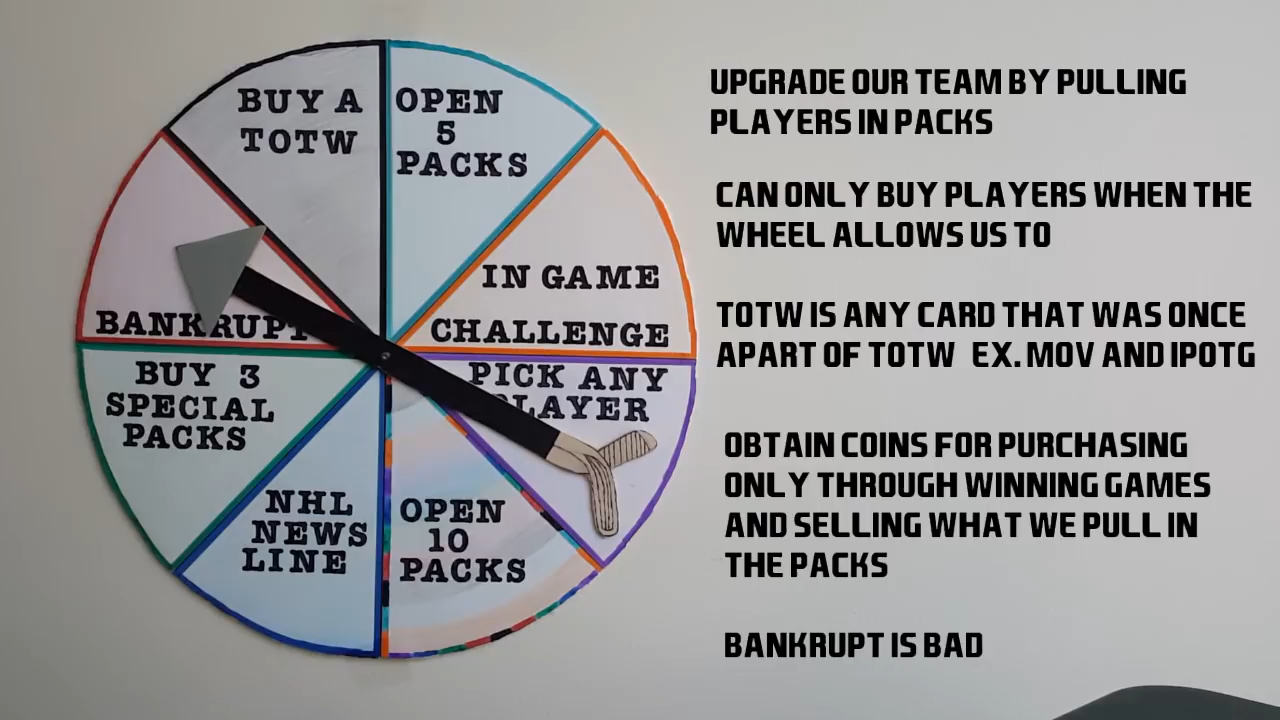 BUY A
TOTW
OPEN
5
PACKS
IN GAME
CHALLENGE
PICK ANY
PLAYER
OPEN
10
PACKS
NHL
NEWS
LINE
BUY 3
SPECIAL
PACKS
BANKRUPT
UPGRADE OUR TEAM BY PULLING
PLAYERS IN PACKS
CAN ONLY BUY PLAYERS WHEN THE
WHEEL ALLOWS US TO
TOTW IS ANY CARD THAT WAS ONCE
APART OF TOTW EX. MOV AND IPOTG
OBTAIN COINS FOR PURCHASING
ONLY THROUGH WINNING GAMES
AND SELLING WHAT WE PULL IN
THE PACKS
BANKRUPT IS BAD